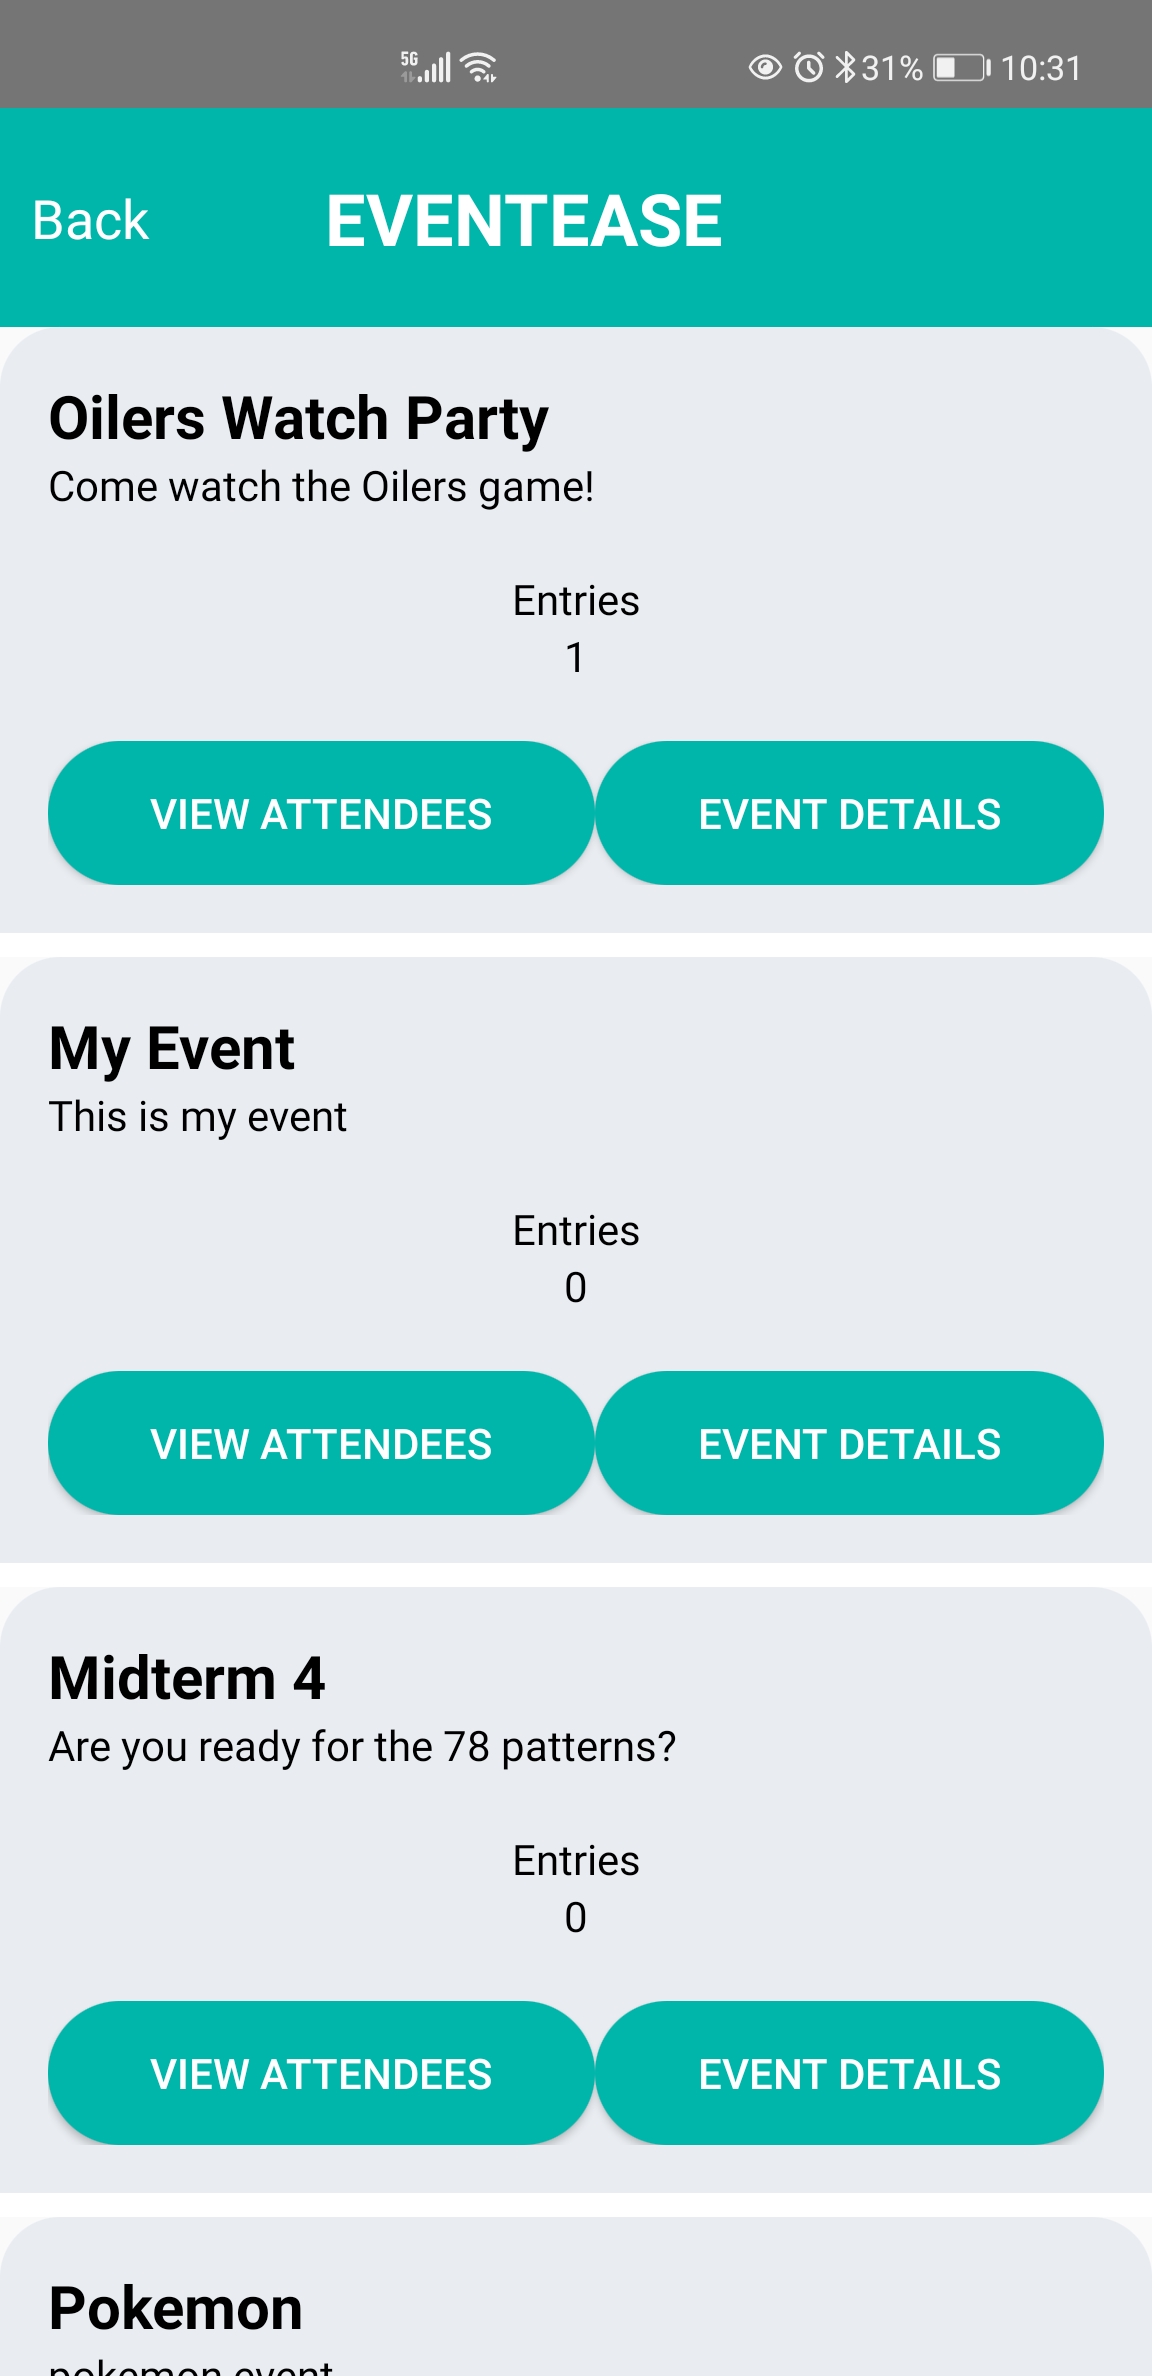 5G 31% 10:31
Back EVENTEASE
Oilers Watch Party
Come watch the Oilers game!
Entries
1
VIEW ATTENDEES EVENT DETAILS
My Event
This is my event
Entries
0
VIEW ATTENDEES EVENT DETAILS
Midterm 4
Are you ready for the 78 patterns?
Entries
0
VIEW ATTENDEES EVENT DETAILS
Pokemon
pokemon event